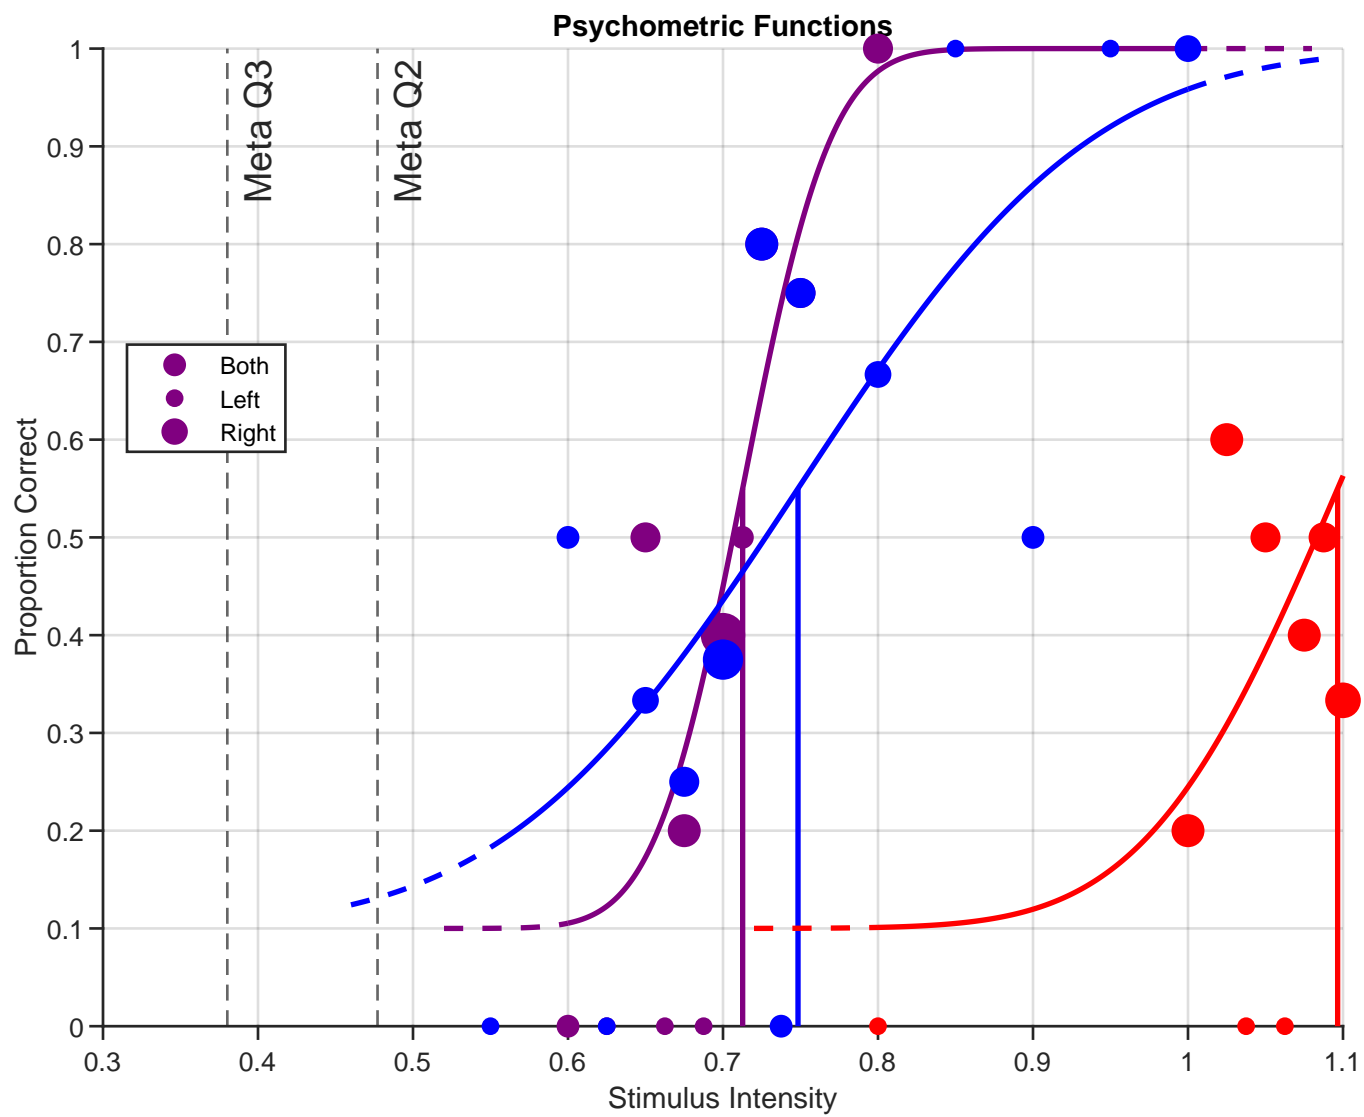 Psychometric Functions
Meta Q3
Meta Q2
Both
Left
Right
Proportion Correct
1
0.9
0.8
0.7
0.6
0.5
0.4
0.3
0.2
0.1
0
0.3 0.4 0.5 0.6 0.7 0.8 0.9 1 1.1
Stimulus Intensity